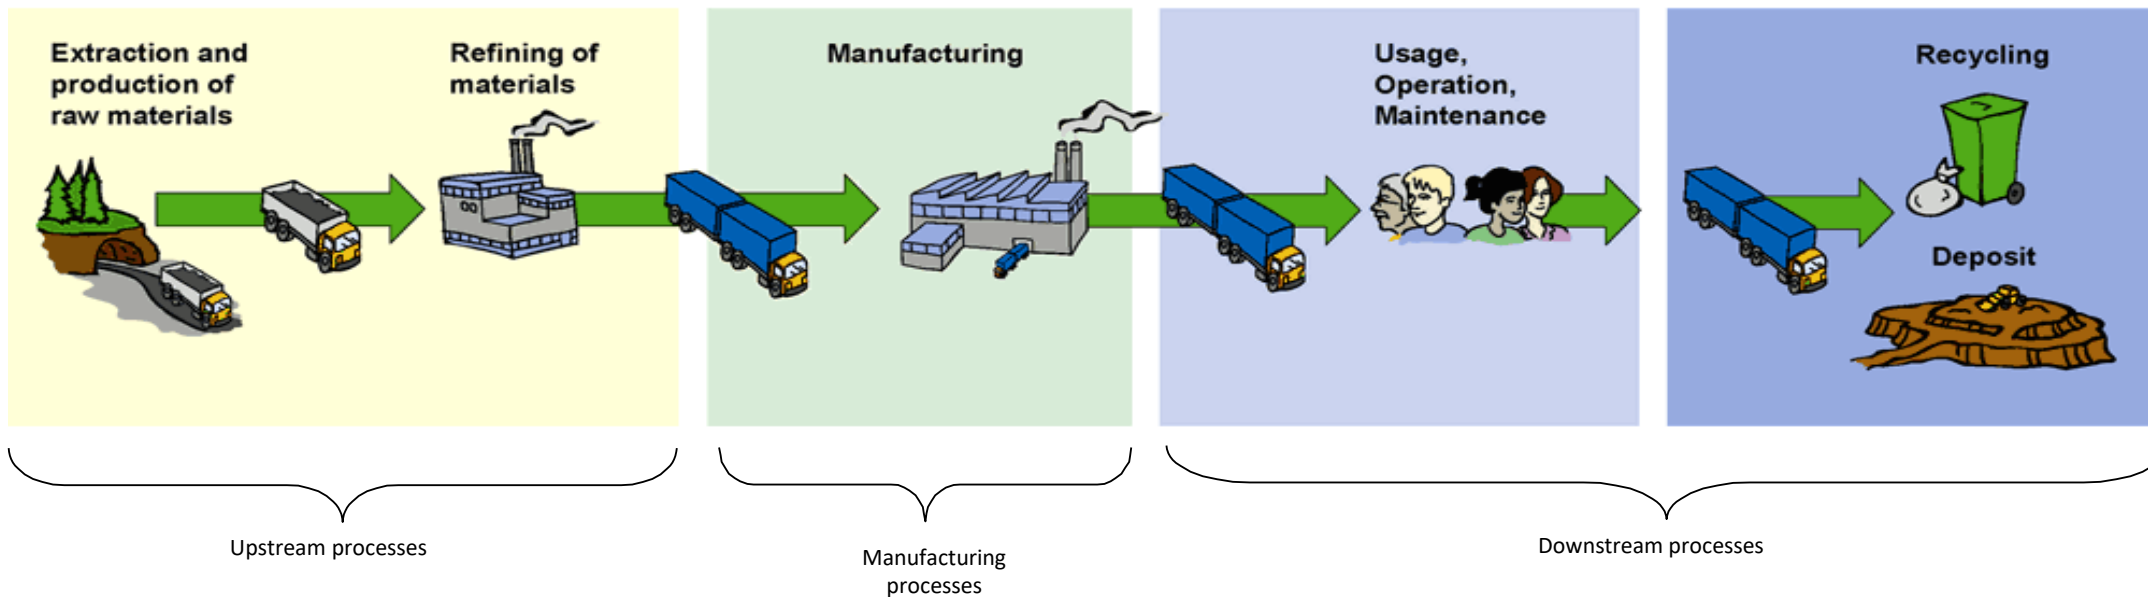 Extraction and
production of
raw materials
Refining of
materials
Manufacturing
Usage,
Operation,
Maintenance
Recycling
Deposit
Upstream processes
Manufacturing
processes
Downstream processes